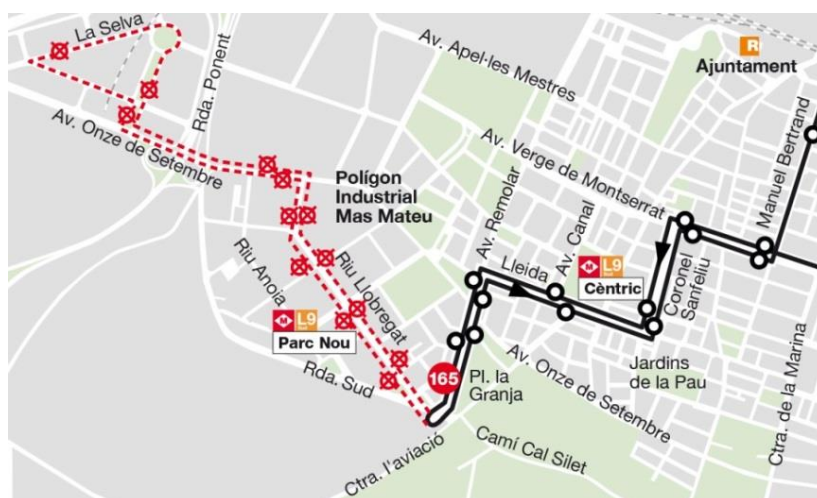 La Selva
Rda. Ponent
Av. Apel·les Mestres
R
Ajuntament
Av. Onze de Setembre
Av. Verge de Montserrat
Manuel Bertrand
Polígon
Industrial
Mas Mateu
Av. Remolar
Av. Canal
Lleida
M L9
Cèntric
Coronel
Sanfeliu
Riu Anoia
Riu Llobregat
M L9
Parc Nou
Rda. Sud
165
Pl. la
Granja
Av. Onze de Setembre
Jardins
de la Pau
Ctra. de la Marina
Ctra. l'aviació
Camí Cal Silet